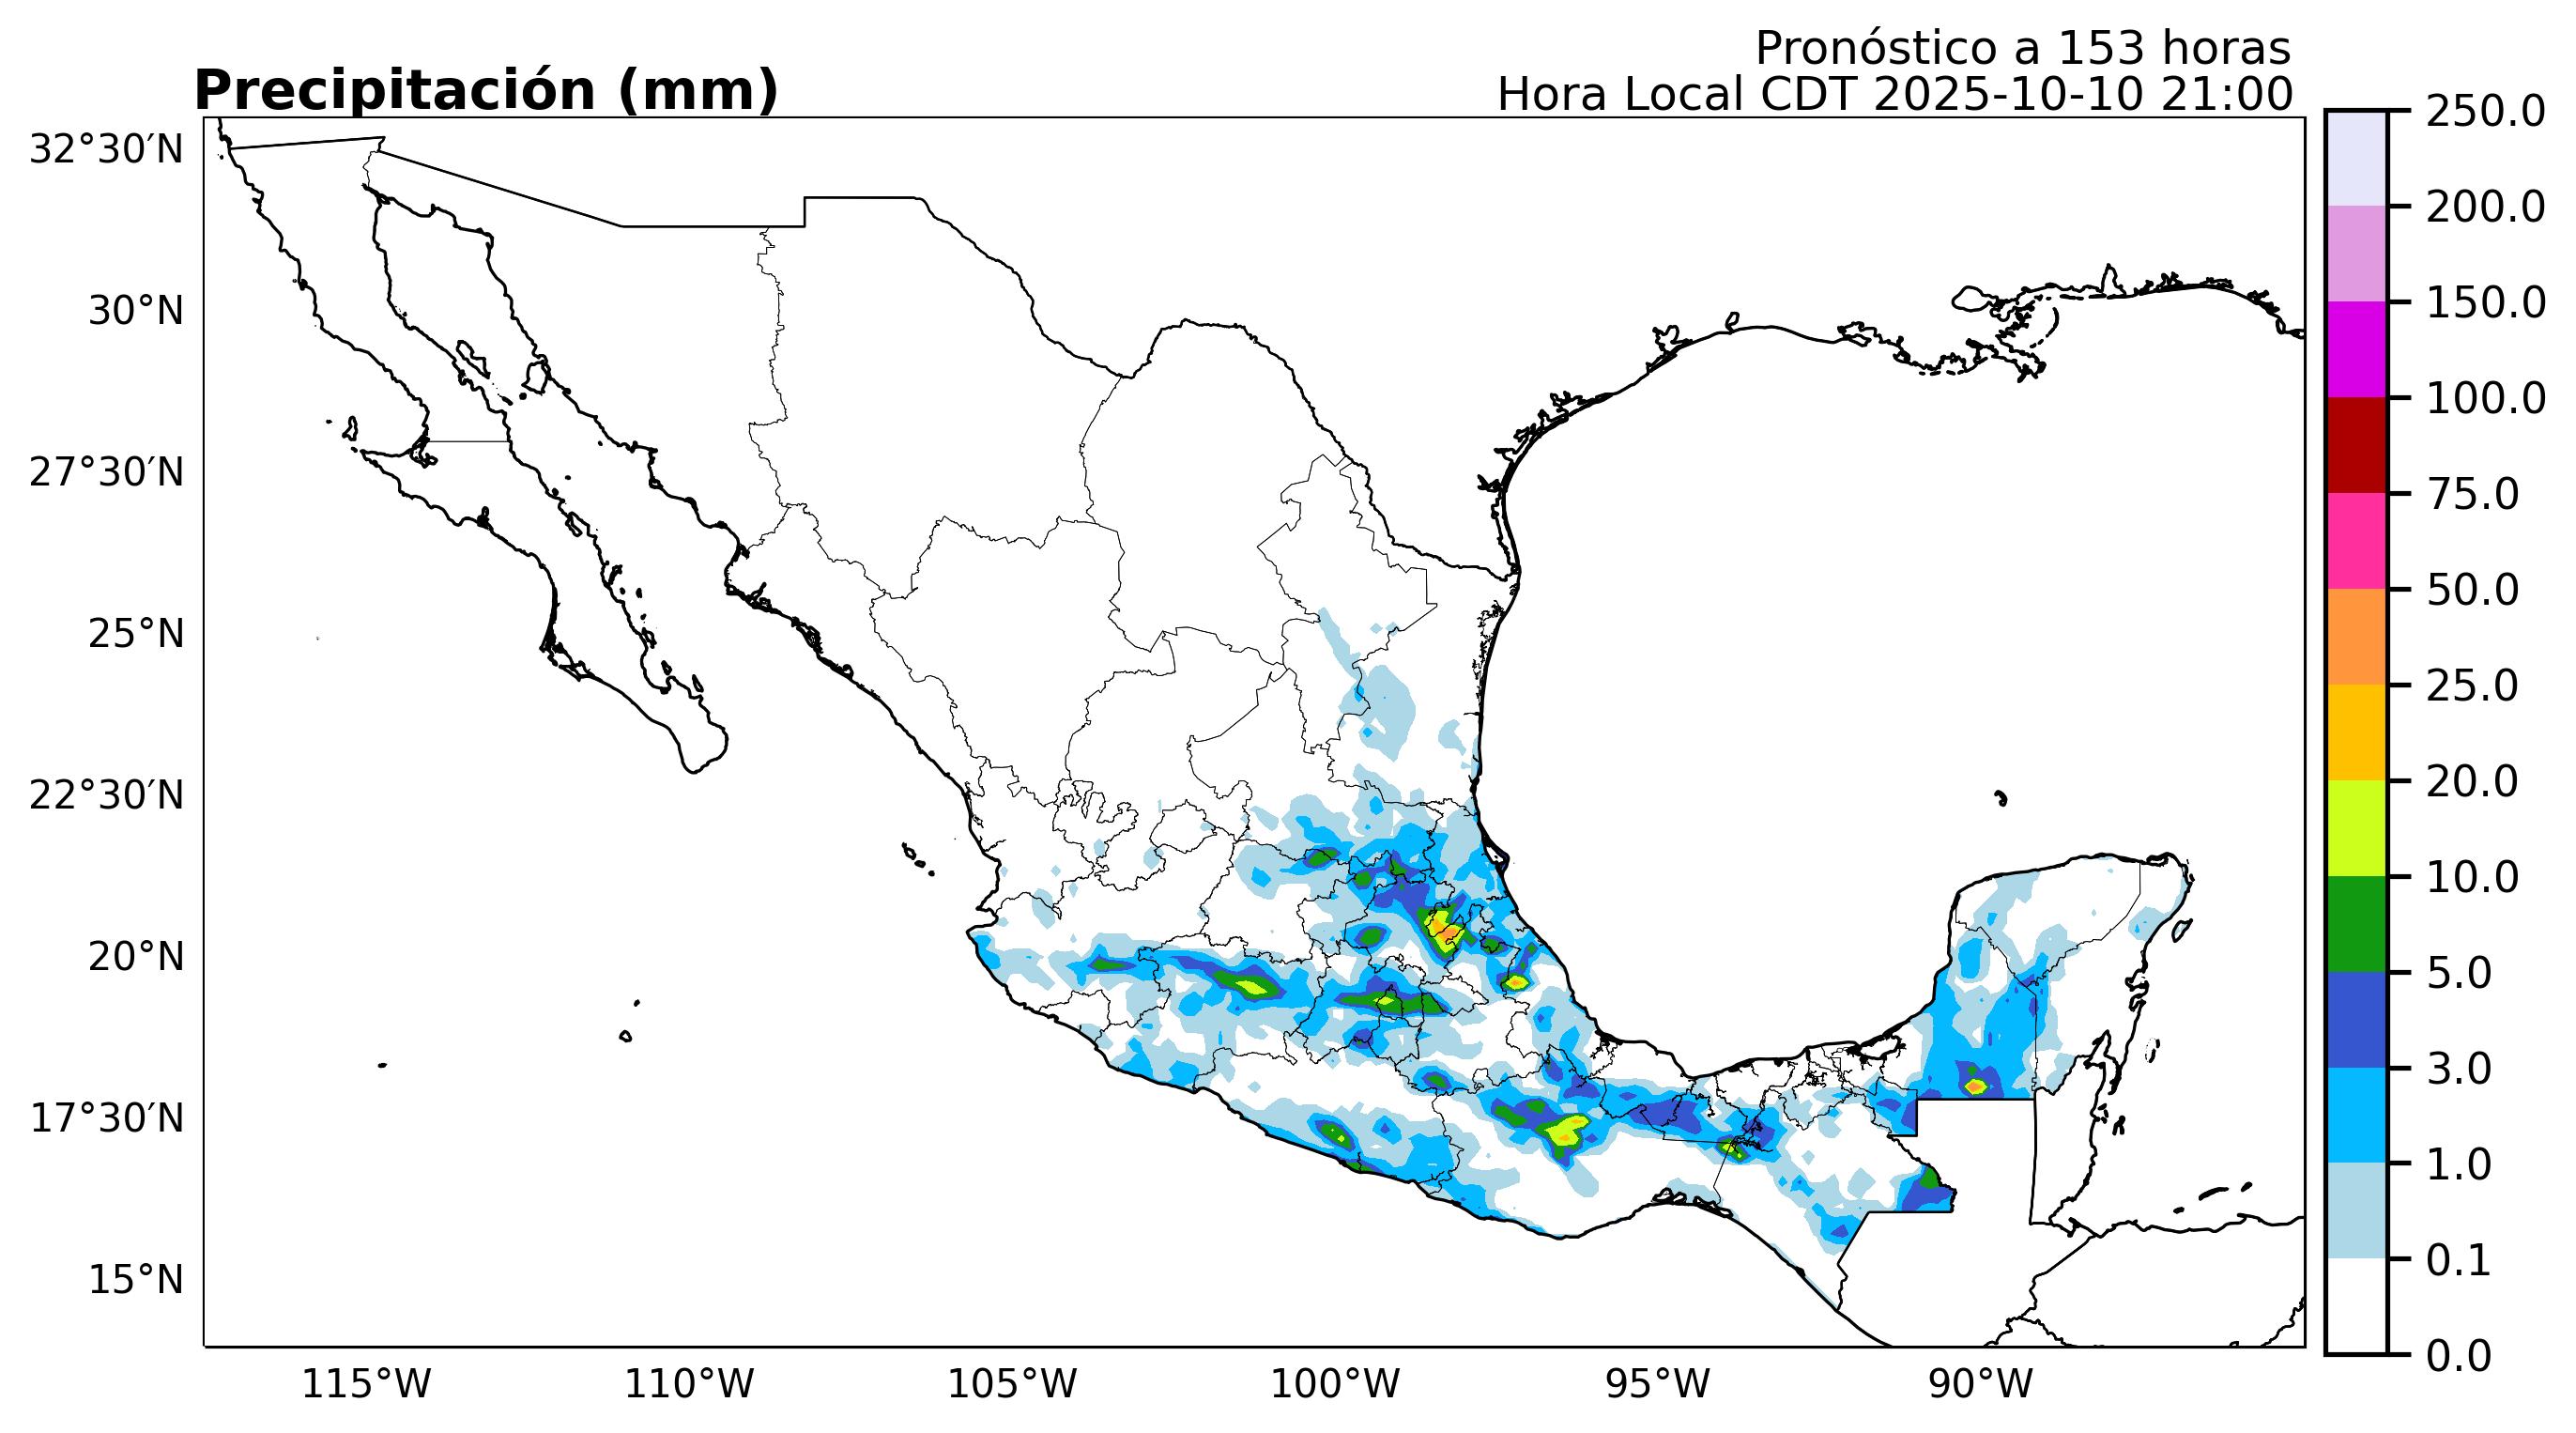 Pronóstico a 153 horas
Precipitación (mm)
Hora Local CDT 2025-10-10 21:00
32°30′N
30°N
27°30′N
25°N
22°30′N
20°N
17°30′N
15°N
115°W
110°W
105°W
100°W
95°W
90°W
250.0
200.0
150.0
100.0
75.0
50.0
25.0
20.0
10.0
5.0
3.0
1.0
0.1
0.0